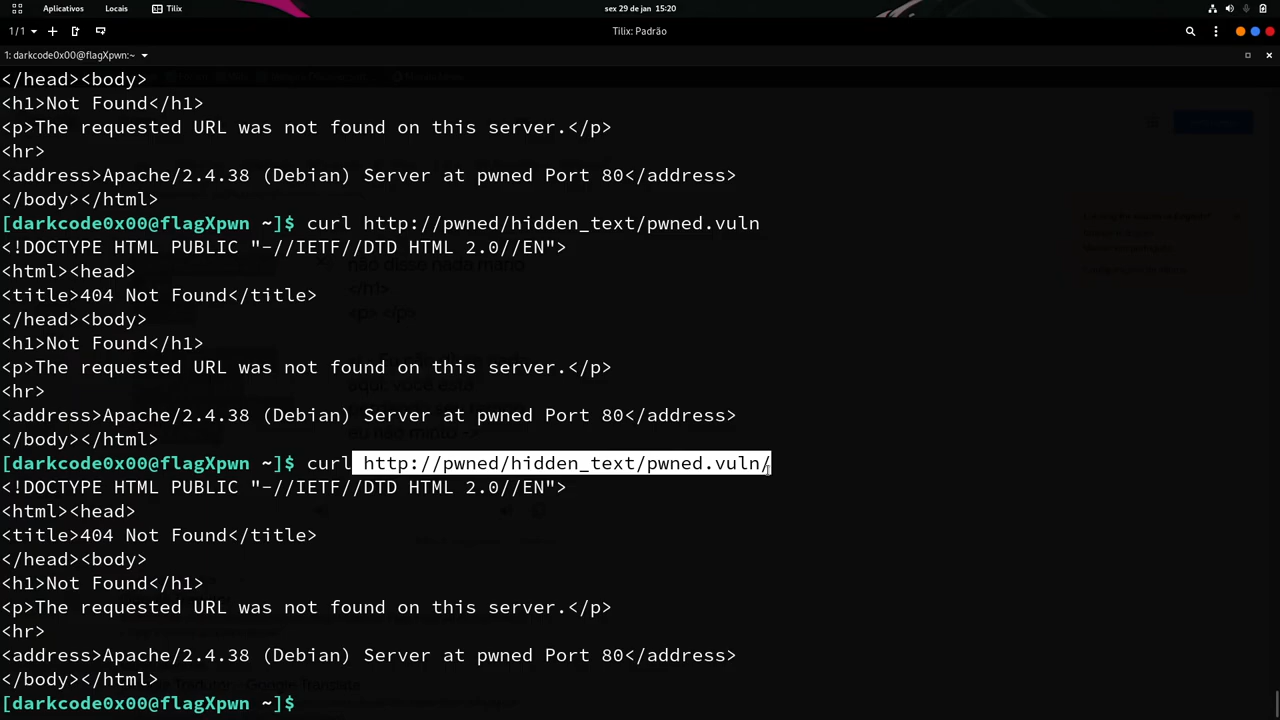 Aplicativos Locais Tilix sex 29 de jan 15:20
1/1 Tilix: Padrão
1: darkcode0x00@flagXpwn:~
</head><body>
<h1>Not Found</h1>
<p>The requested URL was not found on this server.</p>
<hr>
<address>Apache/2.4.38 (Debian) Server at pwned Port 80</address>
</body></html>
[darkcode0x00@flagXpwn ~]$ curl http://pwned/hidden_text/pwned.vuln
<!DOCTYPE HTML PUBLIC "-//IETF//DTD HTML 2.0//EN">
<html><head>
<title>404 Not Found</title>
</head><body>
<h1>Not Found</h1>
<p>The requested URL was not found on this server.</p>
<hr>
<address>Apache/2.4.38 (Debian) Server at pwned Port 80</address>
</body></html>
[darkcode0x00@flagXpwn ~]$ curl http://pwned/hidden_text/pwned.vuln/
<!DOCTYPE HTML PUBLIC "-//IETF//DTD HTML 2.0//EN">
<html><head>
<title>404 Not Found</title>
</head><body>
<h1>Not Found</h1>
<p>The requested URL was not found on this server.</p>
<hr>
<address>Apache/2.4.38 (Debian) Server at pwned Port 80</address>
</body></html>
[darkcode0x00@flagXpwn ~]$
não disse nada mano
</h1>
<p> </p>